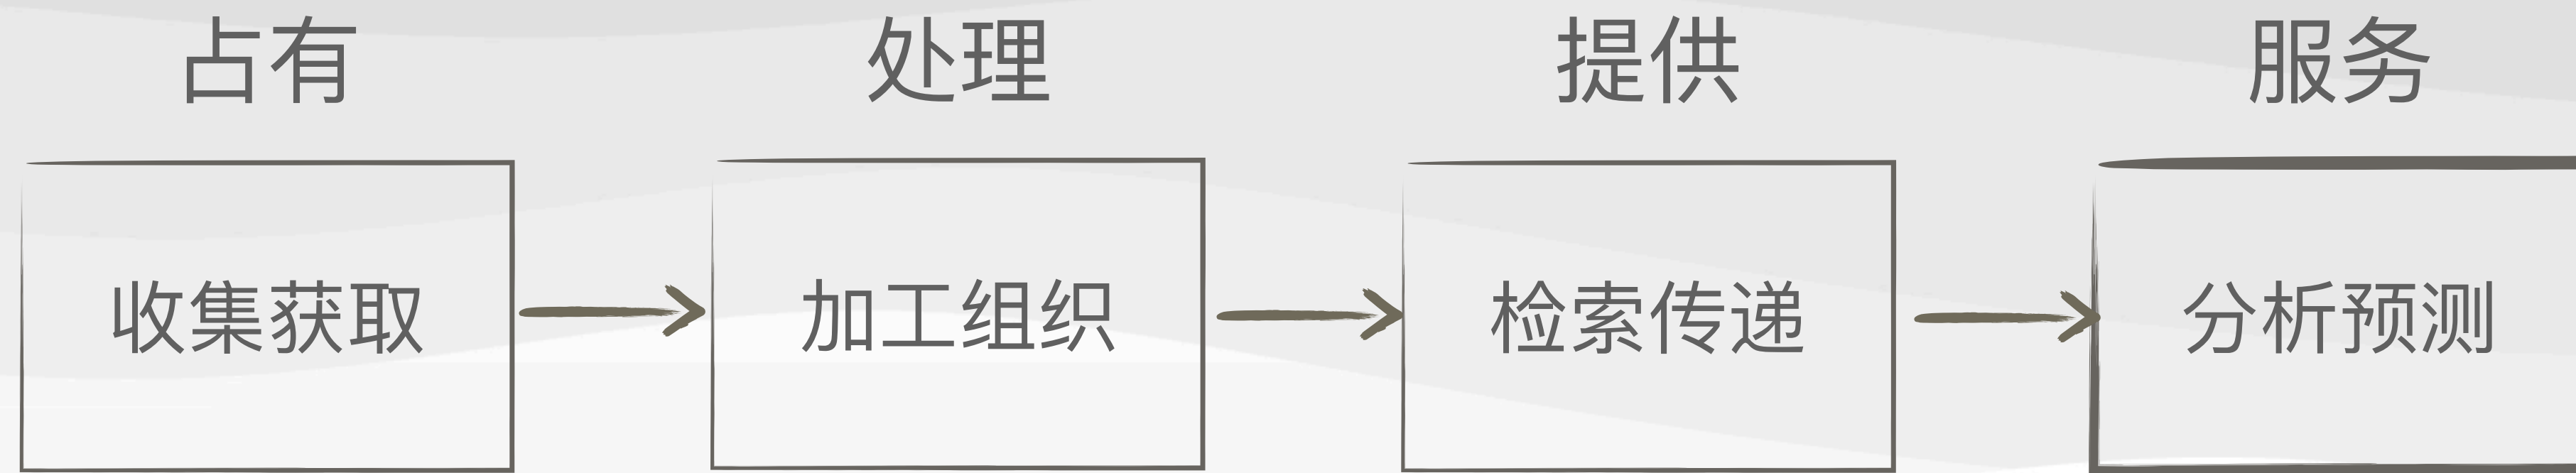 占有 处理 提供 服务
收集获取 加工组织 检索传递 分析预测